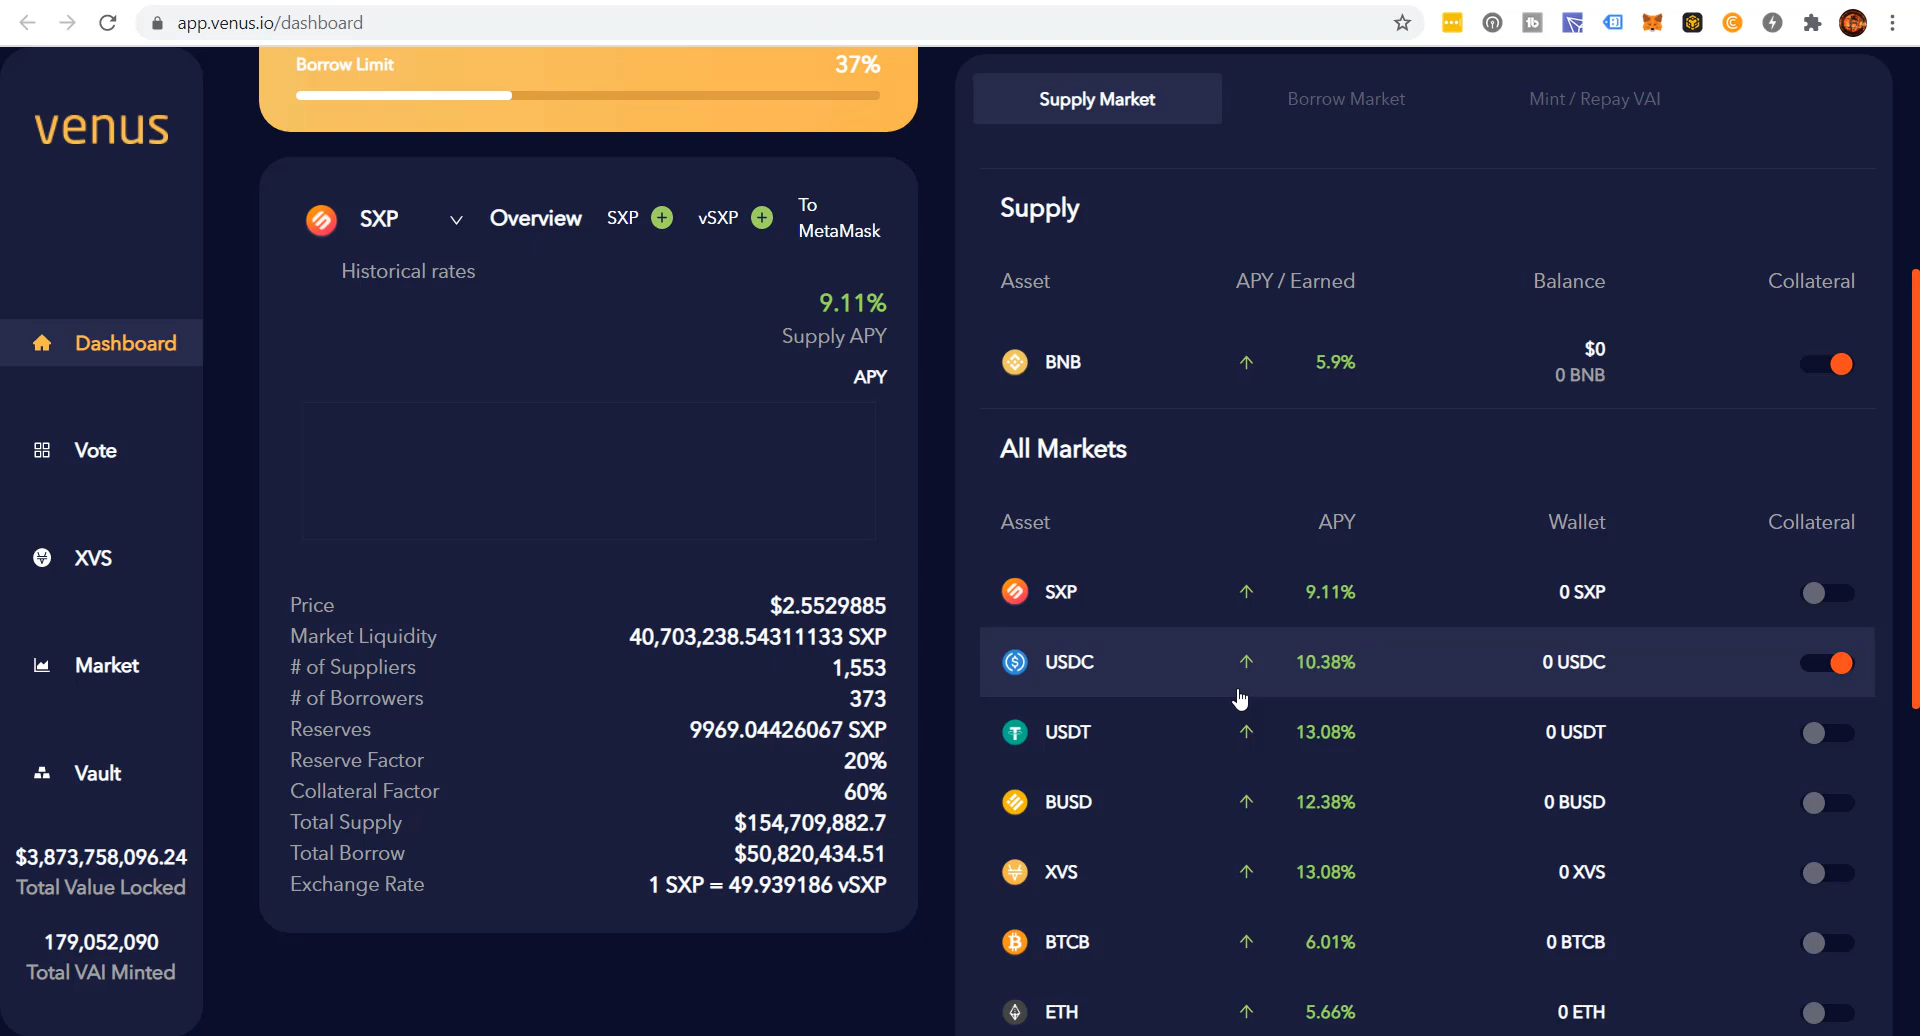 app.venus.io/dashboard
venus
Dashboard
Vote
XVS
Market
Vault
$3,873,758,096.24
Total Value Locked
179,052,090
Total VAI Minted
Borrow Limit 37%
SXP Overview SXP vSXP To MetaMask
Historical rates
9.11%
Supply APY
APY
Price $2.5529885
Market Liquidity 40,703,238.54311133 SXP
# of Suppliers 1,553
# of Borrowers 373
Reserves 9969.04426067 SXP
Reserve Factor 20%
Collateral Factor 60%
Total Supply $154,709,882.7
Total Borrow $50,820,434.51
Exchange Rate 1 SXP = 49.939186 vSXP
Supply Market Borrow Market Mint / Repay VAI
Supply
Asset APY / Earned Balance Collateral
BNB 5.9% $0
0 BNB
All Markets
Asset APY Wallet Collateral
SXP 9.11% 0 SXP
USDC 10.38% 0 USDC
USDT 13.08% 0 USDT
BUSD 12.38% 0 BUSD
XVS 13.08% 0 XVS
BTCB 6.01% 0 BTCB
ETH 5.66% 0 ETH